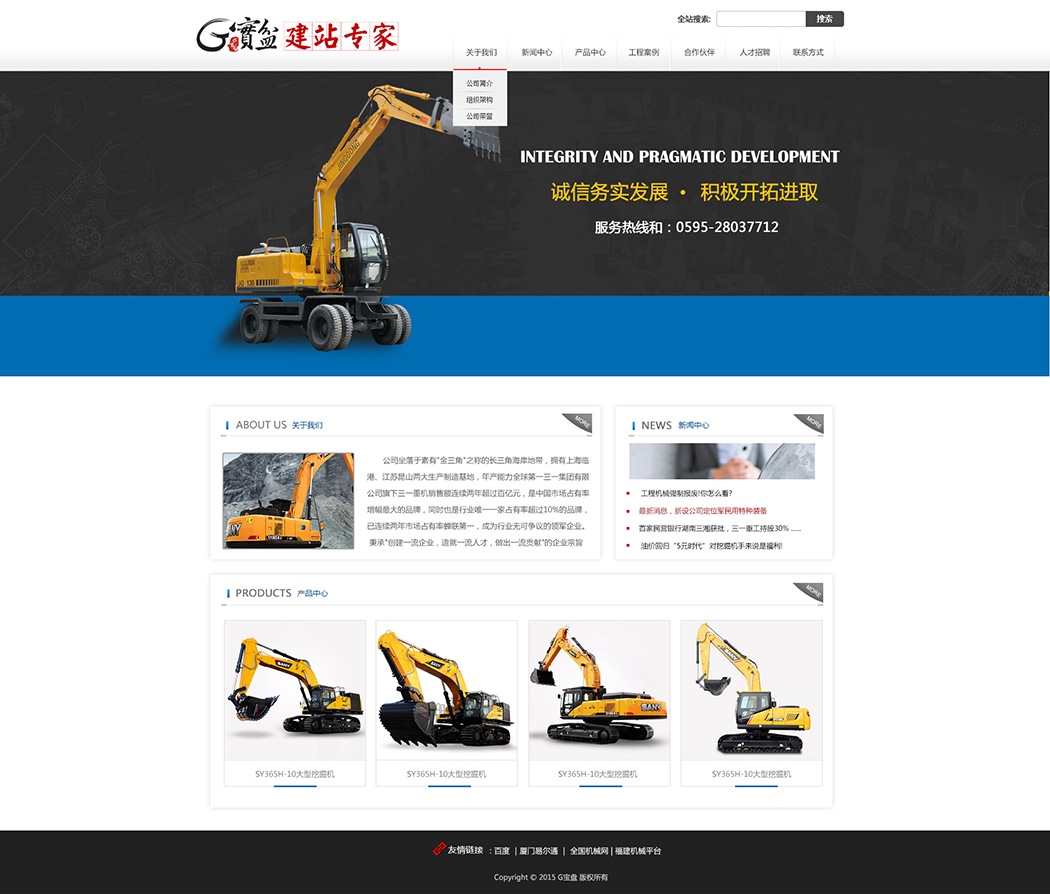 G寳盆 建站专家
全站搜索: 搜索
关于我们 新闻中心 产品中心 工程案例 合作伙伴 人才招聘 联系方式
公司简介
组织架构
公司荣誉
INTEGRITY AND PRAGMATIC DEVELOPMENT
诚信务实发展 · 积极开拓进取
服务热线和：0595-28037712
JG 130
ABOUT US 关于我们
MORE
公司坐落于素有"金三角"之称的长三角海岸地带，拥有上海临
港、江苏昆山两大生产制造基地，年产能力全球第一三一集团有限
公司旗下三一重机销售额连续两年超过百亿元，是中国市场占有率
增幅最大的品牌，同时也是行业唯一一家占有率超过10%的品牌，
已连续两年市场占有率蝉联第一，成为行业无可争议的领军企业。
秉承"创建一流企业，造就一流人才，做出一流贡献"的企业宗旨
SANY
NEWS 新闻中心
MORE
工程机械强制报废!你怎么看?
最新消息，新设公司定位军民用特种装备
首家民营银行湖南三湘获批，三一重工持股30% ......
油价回归“5元时代”对挖掘机手来说是福利!
PRODUCTS 产品中心
MORE
SANY
SANY
SANY
SY365H-10大型挖掘机
SY365H-10大型挖掘机
SY365H-10大型挖掘机
SY365H-10大型挖掘机
友情链接 ：百度 | 厦门易尔通 | 全国机械网 | 福建机械平台
Copyright © 2015 G宝盘 版权所有